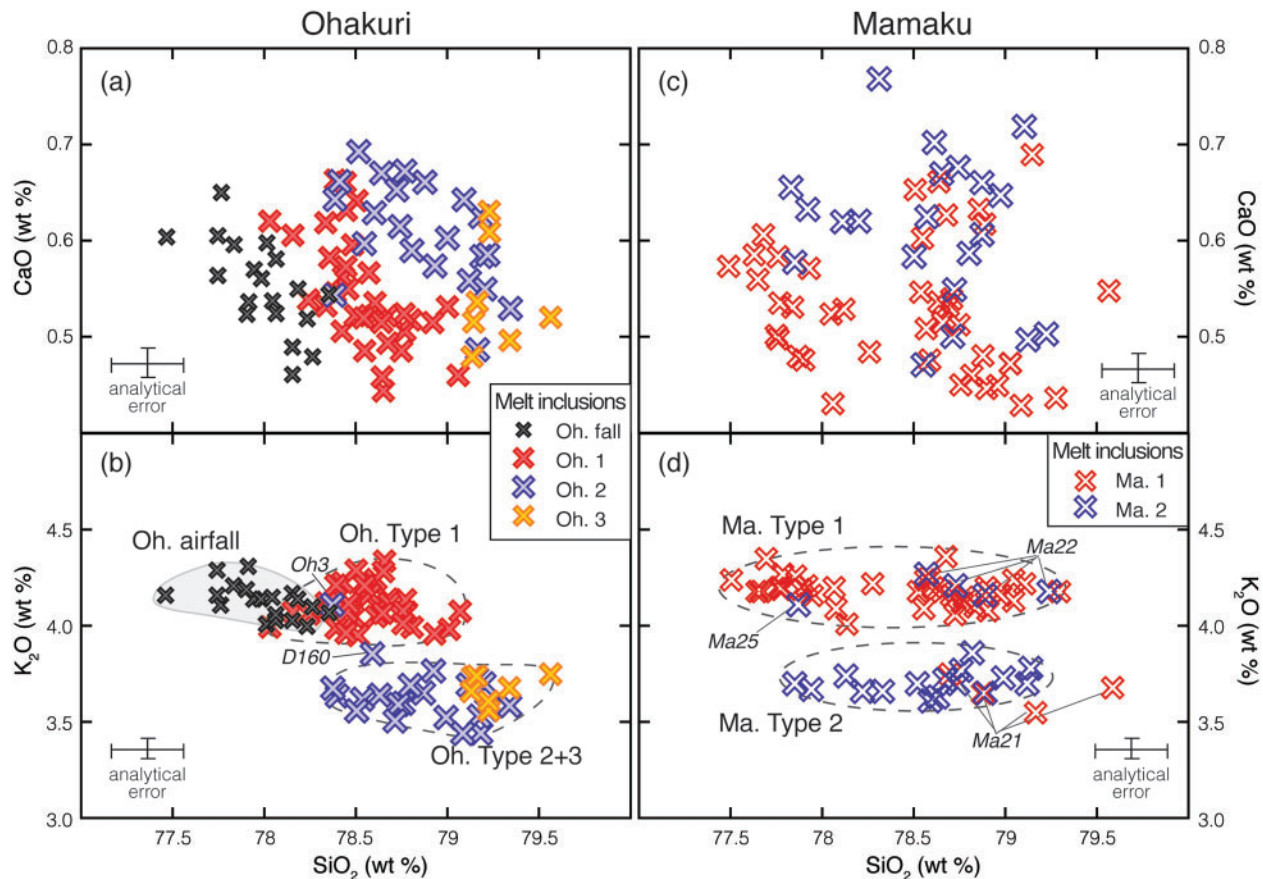 Ohakuri
Mamaku
(a)
(c)
0.8
0.7
0.6
0.5
CaO (wt %)
0.8
0.7
0.6
0.5
CaO (wt %)
analytical
error
analytical
error
Melt inclusions
Oh. fall
Oh. 1
Oh. 2
Oh. 3
Melt inclusions
Ma. 1
Ma. 2
(b)
(d)
4.5
4.0
3.5
3.0
K2O (wt %)
Oh. airfall
Oh. Type 1
Oh3
D160
Oh. Type 2+3
analytical
error
Ma. Type 1
Ma22
Ma25
Ma. Type 2
Ma21
analytical
error
4.5
4.0
3.5
3.0
K2O (wt %)
77.5 78 78.5 79 79.5
77.5 78 78.5 79 79.5
SiO2 (wt %)
SiO2 (wt %)